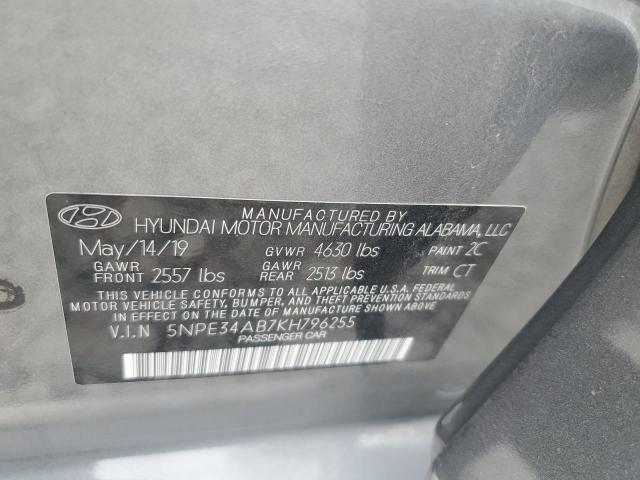 MANUFACTURED BY
HYUNDAI MOTOR MANUFACTURING ALABAMA, LLC
May/14/19 GVWR 4630 lbs PAINT 2C
GAWR FRONT 2557 lbs GAWR REAR 2513 lbs TRIM CT
THIS VEHICLE CONFORMS TO ALL APPLICABLE U.S.A. FEDERAL
MOTOR VEHICLE SAFETY, BUMPER, AND THEFT PREVENTION
STANDARDS IN EFFECT ON THE DATE OF MANUFACTURE SHOWN ABOVE.
V.I.N 5NPE34AB7KH796255
PASSENGER CAR